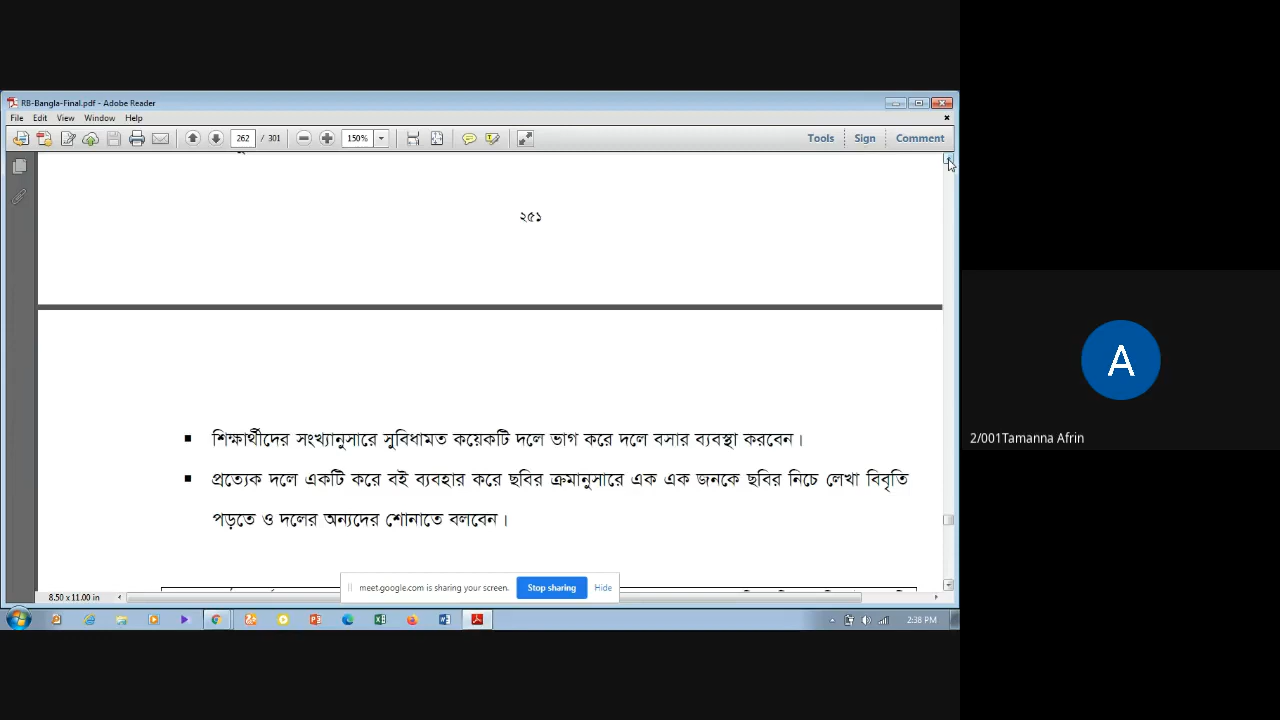 RB-Bangla-Final.pdf - Adobe Reader
File Edit View Window Help
262 / 301 150% Tools Sign Comment
২৫১
শিক্ষার্থীদের সংখ্যানুসারে সুবিধামত কয়েকটি দলে ভাগ করে দলে বসার ব্যবস্থা করবেন।
প্রত্যেক দলে একটি করে বই ব্যবহার করে ছবির ক্রমানুসারে এক এক জনকে ছবির নিচে লেখা বিবৃতি
পড়তে ও দলের অন্যদের শোনাতে বলবেন।
meet.google.com is sharing your screen. Stop sharing Hide
8.50 x 11.00 in
2:38 PM
A
2/001Tamanna Afrin